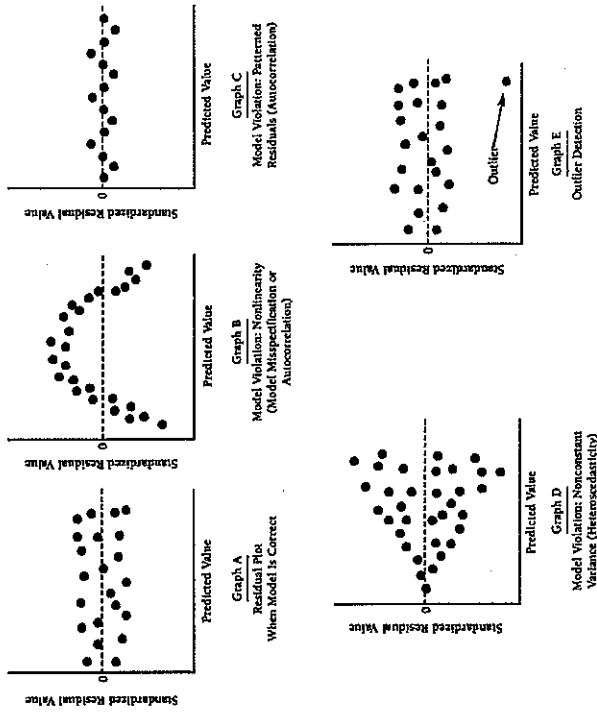 Standardized Residual Value
0
Predicted Value
Graph A
Residual Plot
When Model Is Correct
Standardized Residual Value
0
Predicted Value
Graph B
Model Violation: Nonlinearity
(Model Misspecification or
Autocorrelation)
Standardized Residual Value
0
Predicted Value
Graph C
Model Violation: Patterned
Residuals (Autocorrelation)
Standardized Residual Value
0
Predicted Value
Graph D
Model Violation: Nonconstant
Variance (Heteroscedasticity)
Standardized Residual Value
0
Outlier
Predicted Value
Graph E
Outlier Detection